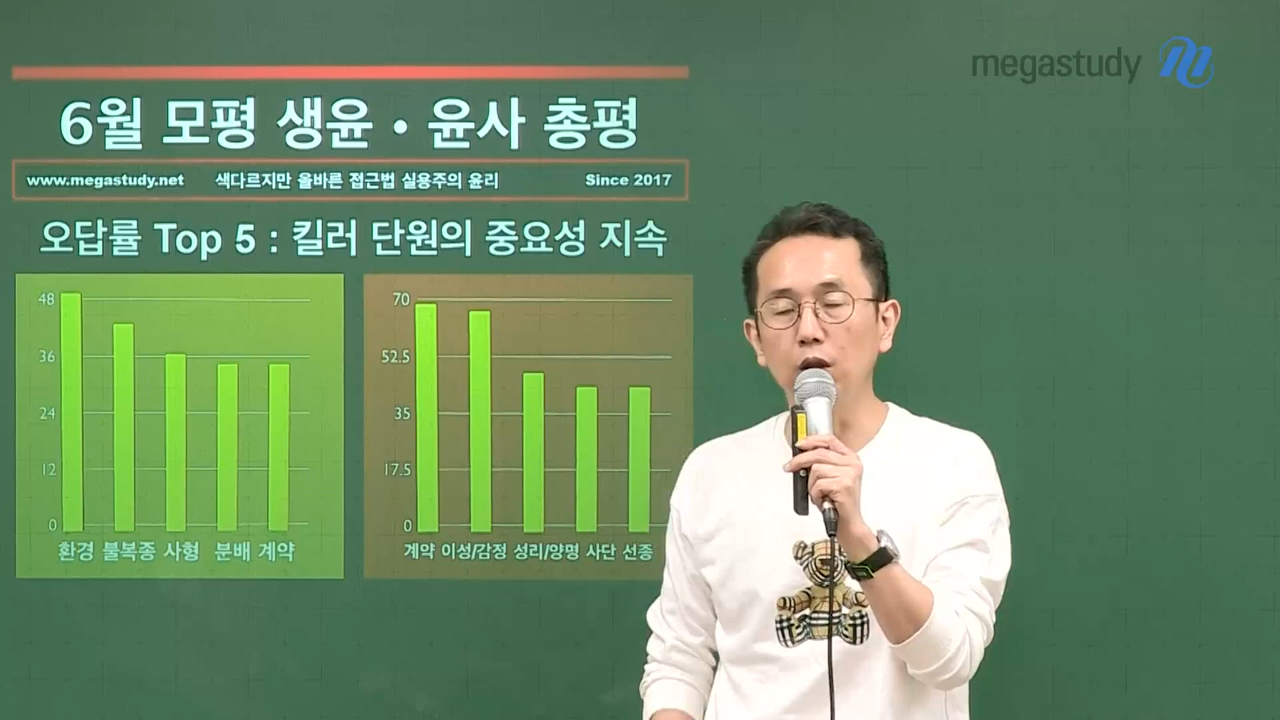 megastudy
6월 모평 생윤 • 윤사 총평
www.megastudy.net 색다르지만 올바른 접근법 실용주의 윤리 Since 2017
오답률 Top 5 : 킬러 단원의 중요성 지속
48
36
24
12
0
환경 불복종 사형 분배 계약
70
52.5
35
17.5
0
계약 이성/감정 성리/양명 사단 선종